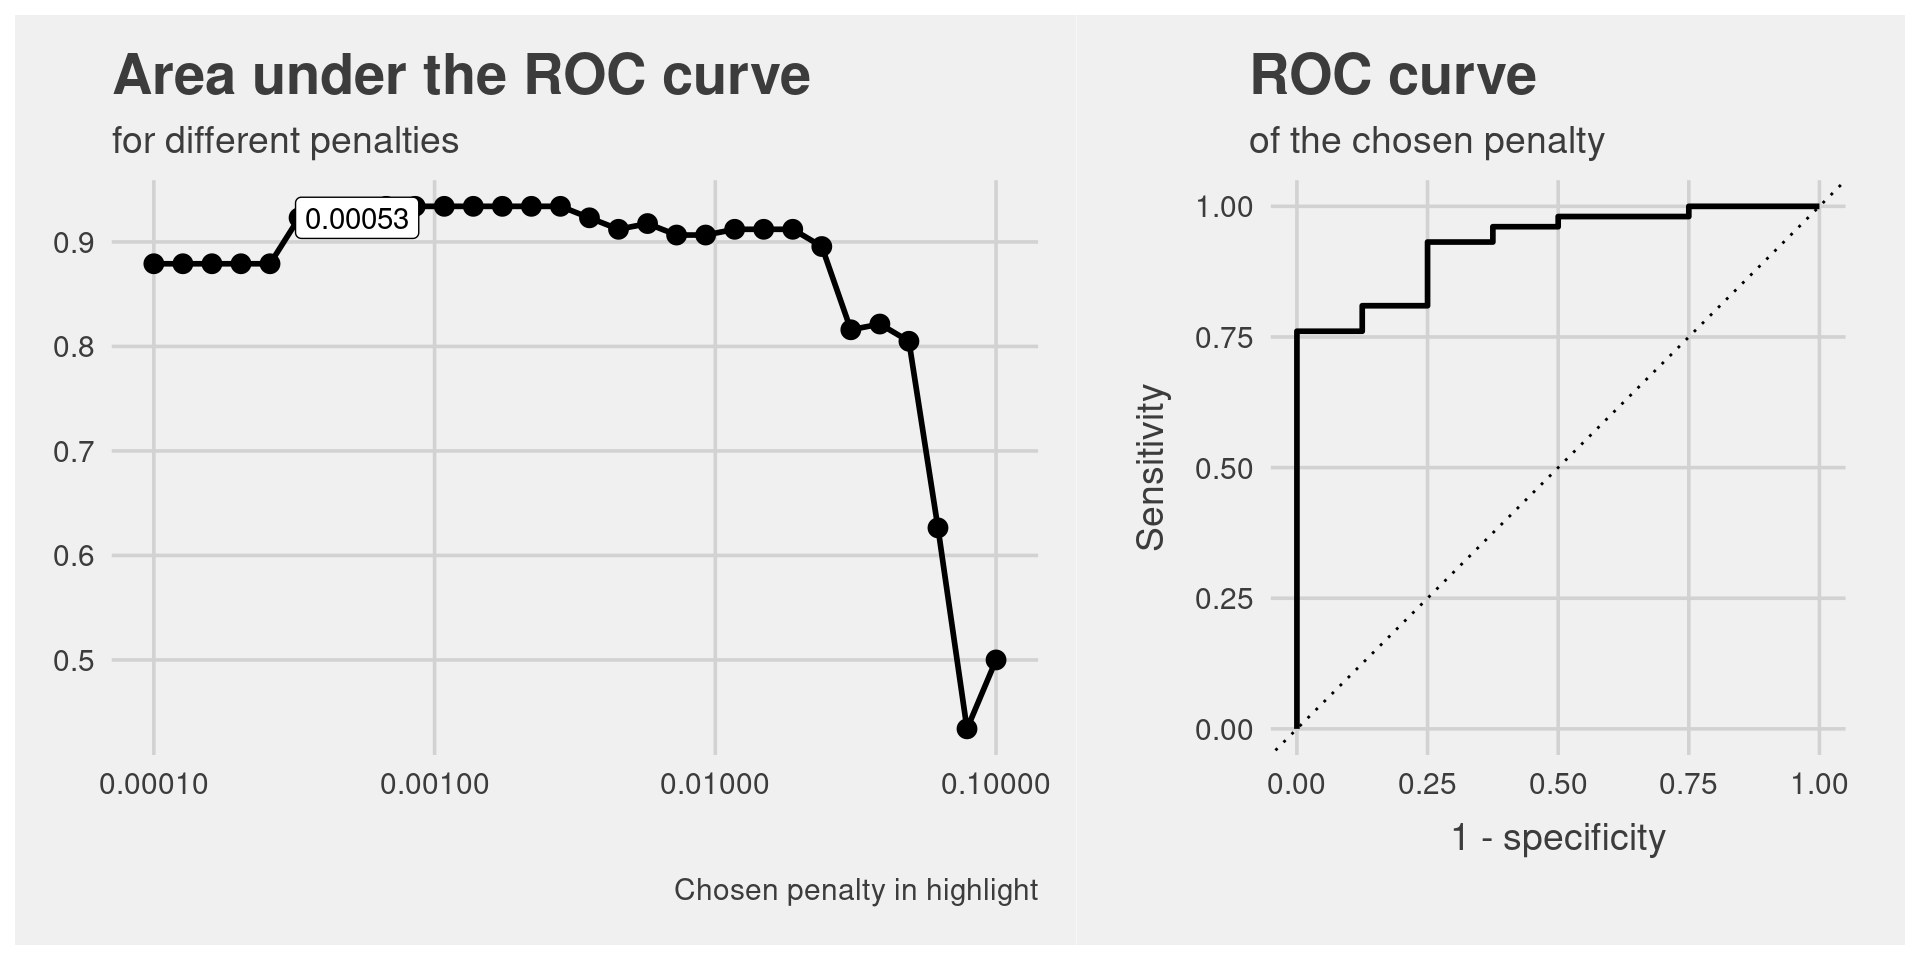 Area under the ROC curve
for different penalties
0.00053
0.9
0.8
0.7
0.6
0.5
0.00010 0.00100 0.01000 0.10000
Chosen penalty in highlight
ROC curve
of the chosen penalty
1.00
0.75
0.50
0.25
0.00
Sensitivity
0.00 0.25 0.50 0.75 1.00
1 - specificity